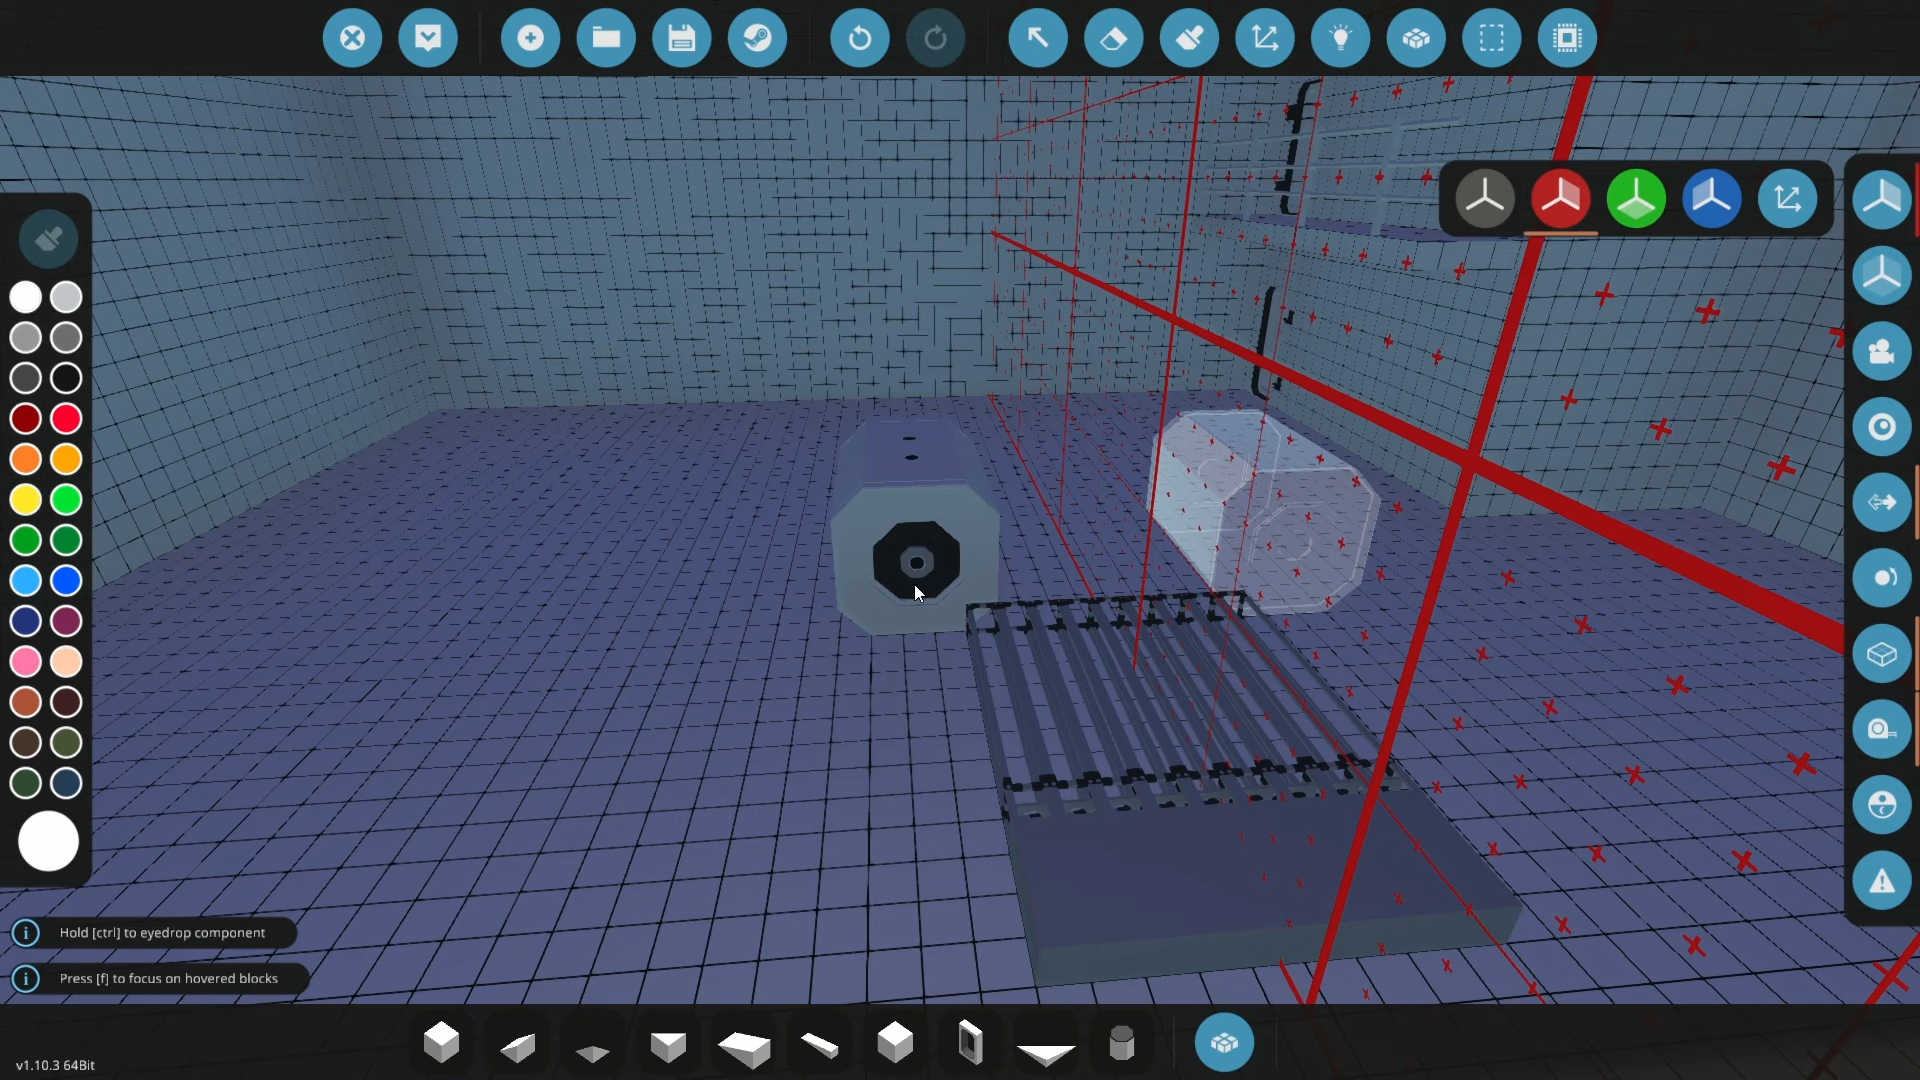 Hold [ctrl] to eyedrop component
Press [f] to focus on hovered blocks
v1.10.3 64Bit